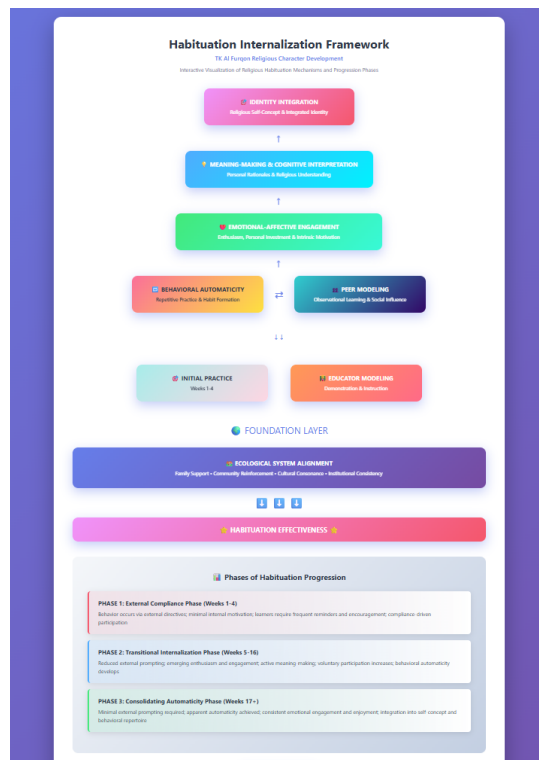 Habituation Internalization Framework
TK Al Furqon Religious Character Development
Interactive Visualization of Religious Habituation Mechanisms and Progression Phases
IDENTITY INTEGRATION
Religious Self-Concept & Integrated Identity
↑
MEANING-MAKING & COGNITIVE INTERPRETATION
Personal Rationales & Religious Understanding
↑
EMOTIONAL-AFFECTIVE ENGAGEMENT
Enthusiasm, Personal Investment & Intrinsic Motivation
↑
BEHAVIORAL AUTOMATICITY
Repetitive Practice & Habit Formation
⇄
PEER MODELING
Observational Learning & Social Influence
↓↓
INITIAL PRACTICE
Weeks 1-4
EDUCATOR MODELING
Demonstration & Instruction
FOUNDATION LAYER
ECOLOGICAL SYSTEM ALIGNMENT
Family Support • Community Reinforcement • Cultural Consonance • Institutional Consistency
HABITUATION EFFECTIVENESS
Phases of Habituation Progression
PHASE 1: External Compliance Phase (Weeks 1-4)
Behavior occurs via external directives; minimal internal motivation; learners require frequent reminders and encouragement; compliance-driven
participation
PHASE 2: Transitional Internalization Phase (Weeks 5-16)
Reduced external prompting; emerging enthusiasm and engagement; active meaning-making; voluntary participation increases; behavioral automaticity
develops
PHASE 3: Consolidating Automaticity Phase (Weeks 17+)
Minimal external prompting required; apparent automaticity achieved; consistent emotional engagement and enjoyment; integration into self-concept and
behavioral repertoire